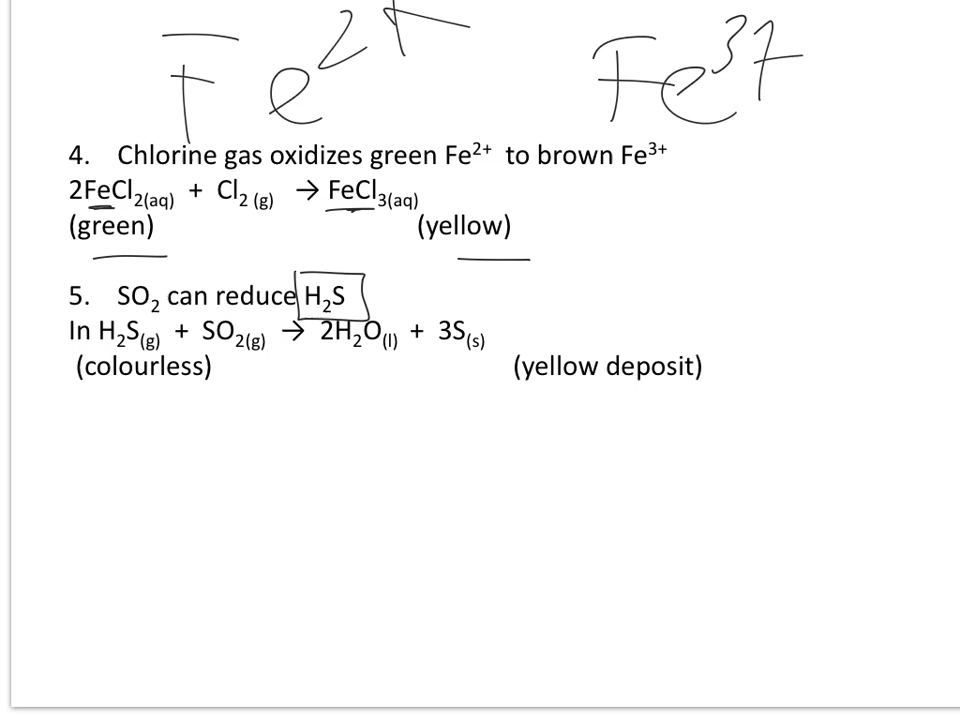 Fe²⁺ Fe³⁺
4. Chlorine gas oxidizes green Fe²⁺ to brown Fe³⁺
2FeCl₂(aq) + Cl₂ (g) → FeCl₃(aq)
(green) (yellow)
5. SO₂ can reduce H₂S
In H₂S(g) + SO₂(g) → 2H₂O(l) + 3S(s)
(colourless) (yellow deposit)